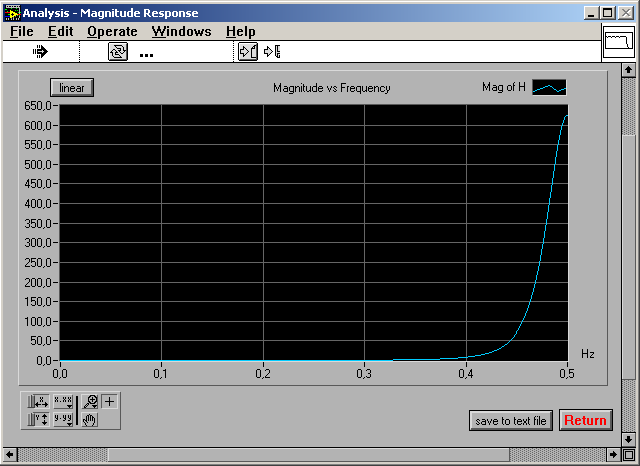 Analysis - Magnitude Response
File Edit Operate Windows Help
...
linear
Magnitude vs Frequency
Mag of H
650,0
600,0
550,0
500,0
450,0
400,0
350,0
300,0
250,0
200,0
150,0
100,0
50,0
0,0
Hz
0,0 0,1 0,2 0,3 0,4 0,5
X x.xx
Y y.yy
save to text file
Return